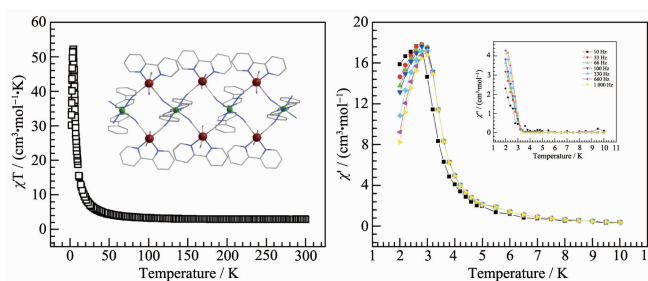 χT / (cm³·mol⁻¹·K)
60
50
40
30
20
10
0
0 50 100 150 200 250 300
Temperature / K
χ' / (cm³·mol⁻¹)
20
16
12
8
4
0
1 2 3 4 5 6 7 8 9 10
Temperature / K
χ'' / (cm³·mol⁻¹)
4
3
2
1
0
1 2 3 4 5 6 7 8 9 10 11
Temperature / K
10 Hz
33 Hz
66 Hz
100 Hz
330 Hz
660 Hz
1 000 Hz